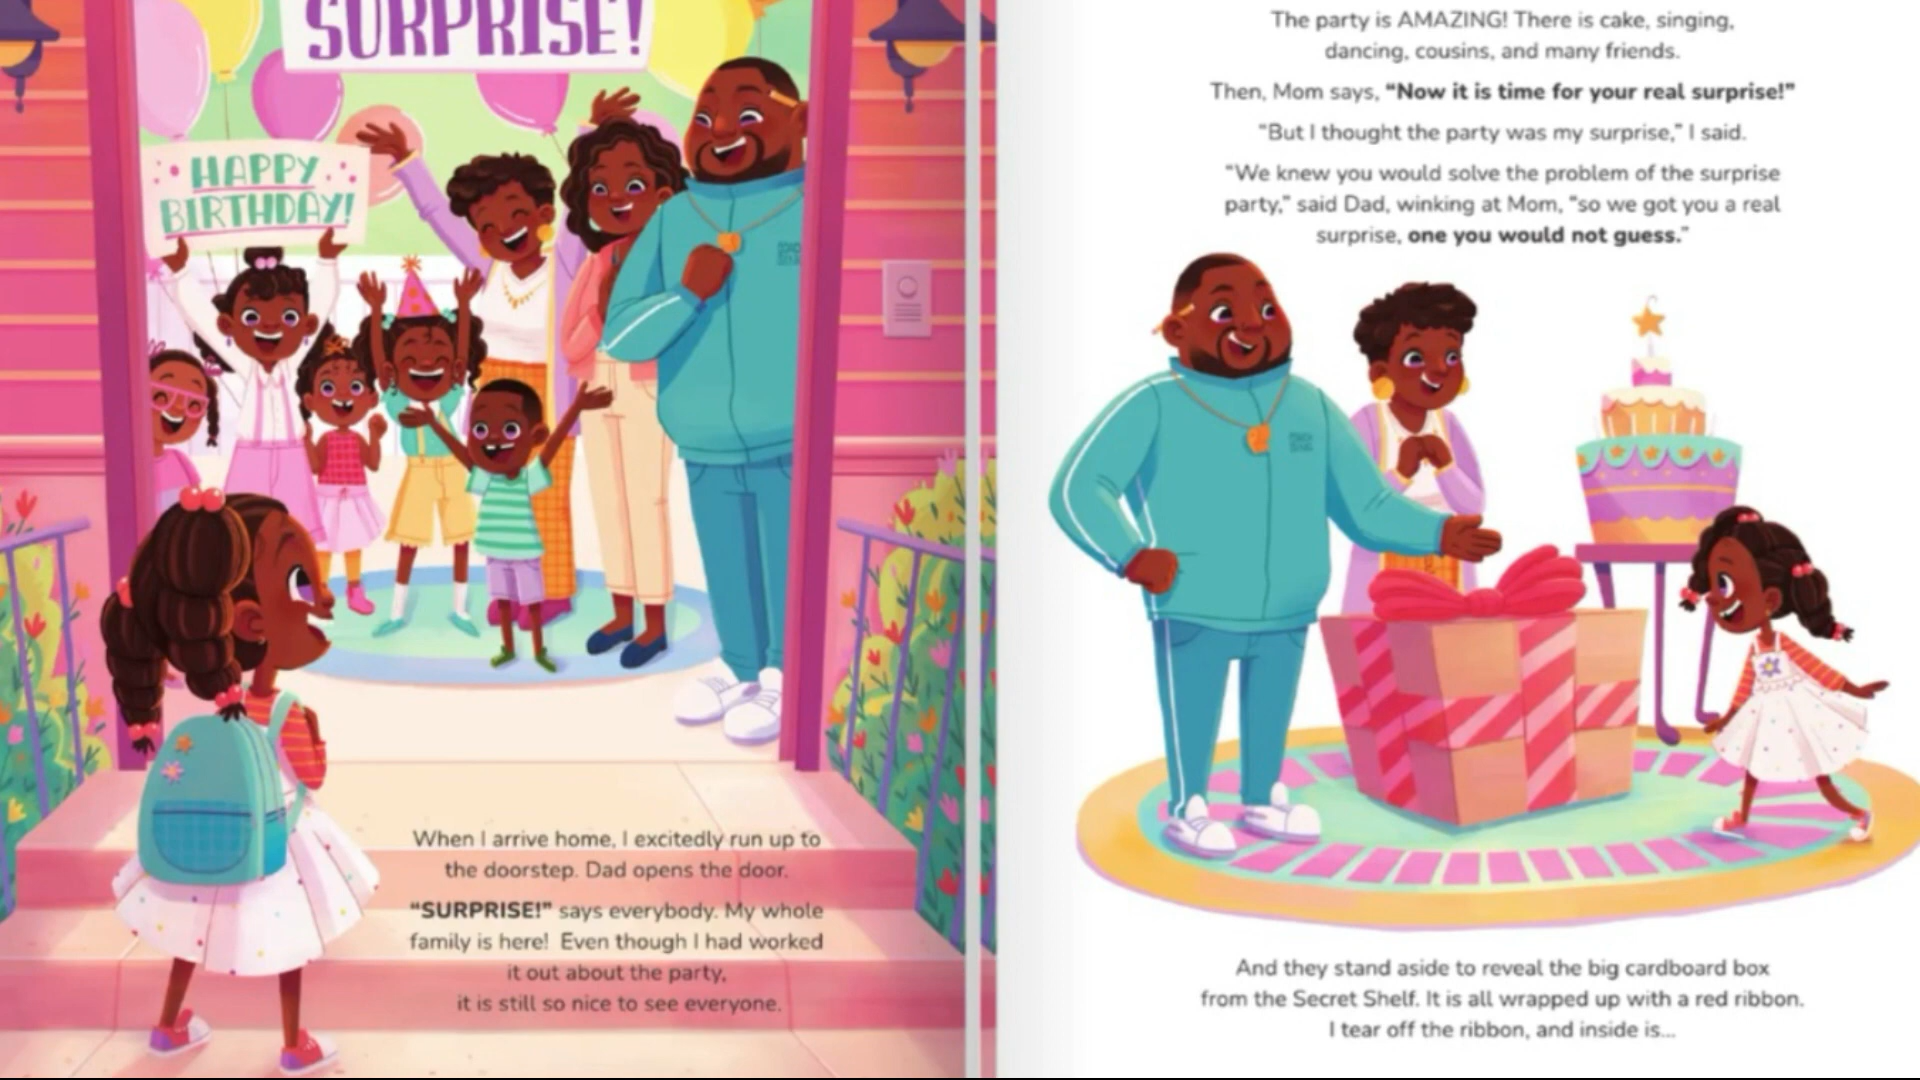 SURPRISE!
HAPPY
BIRTHDAY!
When I arrive home, I excitedly run up to
the doorstep. Dad opens the door.
“SURPRISE!” says everybody. My whole
family is here!  Even though I had worked
it out about the party,
it is still so nice to see everyone.
The party is AMAZING! There is cake, singing,
dancing, cousins, and many friends.
Then, Mom says, “Now it is time for your real surprise!”
“But I thought the party was my surprise,” I said.
“We knew you would solve the problem of the surprise
party,” said Dad, winking at Mom, “so we got you a real
surprise, one you would not guess.”
And they stand aside to reveal the big cardboard box
from the Secret Shelf. It is all wrapped up with a red ribbon.
I tear off the ribbon, and inside is...